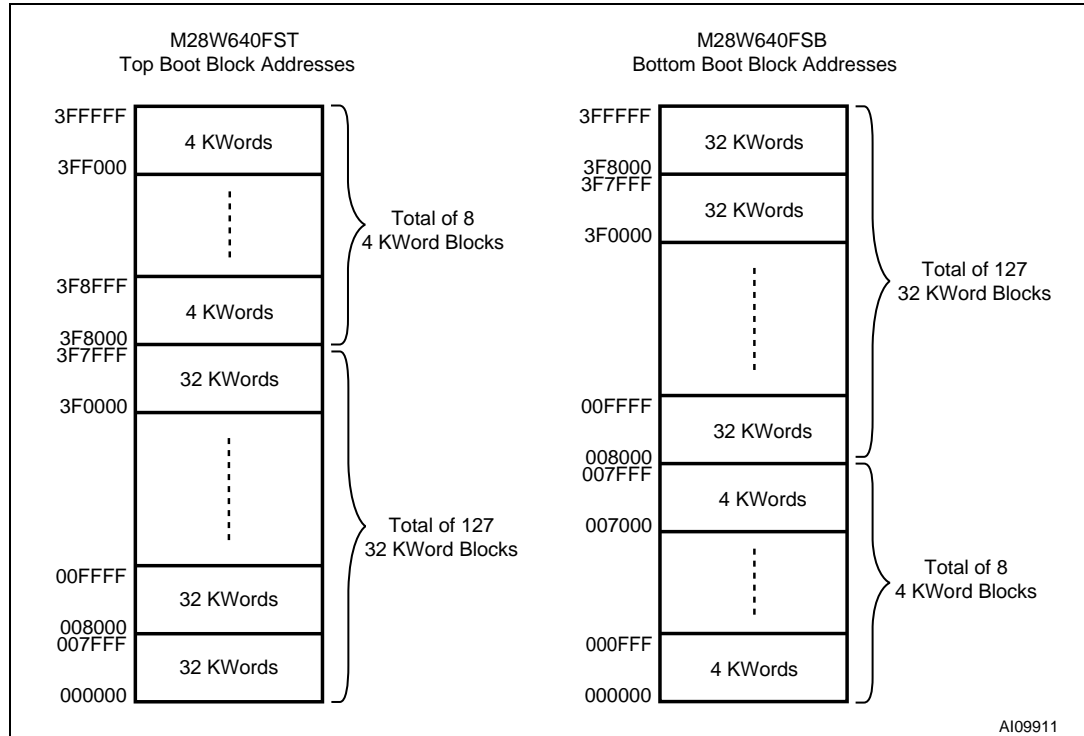 M28W640FST
Top Boot Block Addresses
3FFFFF
4 KWords
3FF000
Total of 8
4 KWord Blocks
3F8FFF
4 KWords
3F8000
3F7FFF
32 KWords
3F0000
Total of 127
32 KWord Blocks
00FFFF
32 KWords
008000
007FFF
32 KWords
000000
M28W640FSB
Bottom Boot Block Addresses
3FFFFF
32 KWords
3F8000
3F7FFF
32 KWords
3F0000
Total of 127
32 KWord Blocks
00FFFF
32 KWords
008000
007FFF
4 KWords
007000
Total of 8
4 KWord Blocks
000FFF
4 KWords
000000
AI09911